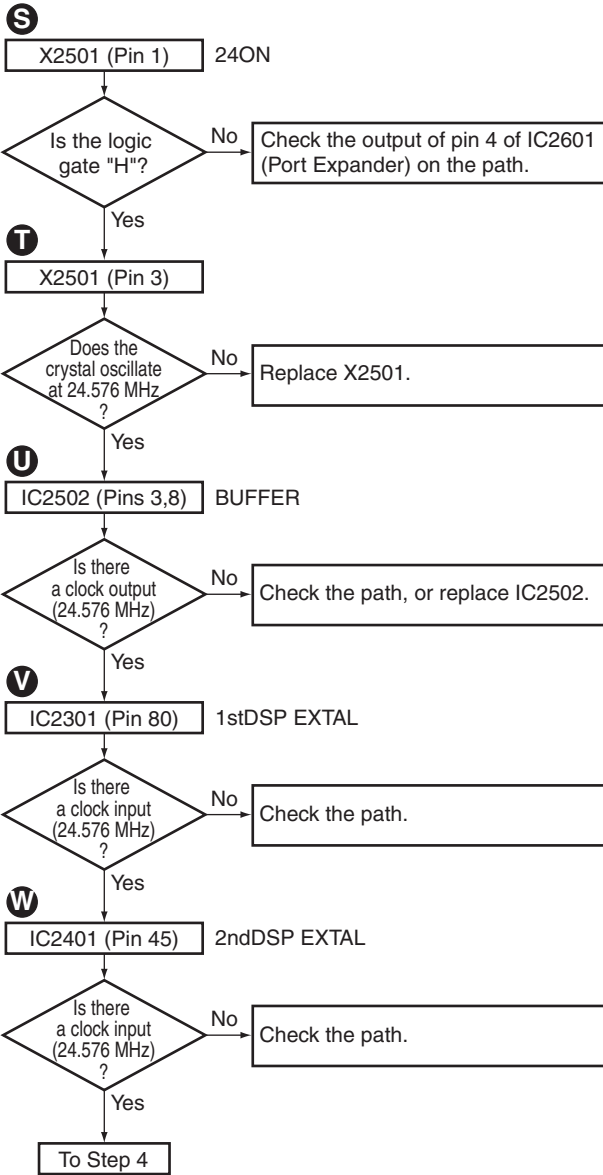 S
X2501 (Pin 1) 24ON
Is the logic
gate "H"?
No
Check the output of pin 4 of IC2601
(Port Expander) on the path.
Yes
T
X2501 (Pin 3)
Does the
crystal oscillate
at 24.576 MHz
?
No
Replace X2501.
Yes
U
IC2502 (Pins 3,8) BUFFER
Is there
a clock output
(24.576 MHz)
?
No
Check the path, or replace IC2502.
Yes
V
IC2301 (Pin 80) 1stDSP EXTAL
Is there
a clock input
(24.576 MHz)
?
No
Check the path.
Yes
W
IC2401 (Pin 45) 2ndDSP EXTAL
Is there
a clock input
(24.576 MHz)
?
No
Check the path.
Yes
To Step 4